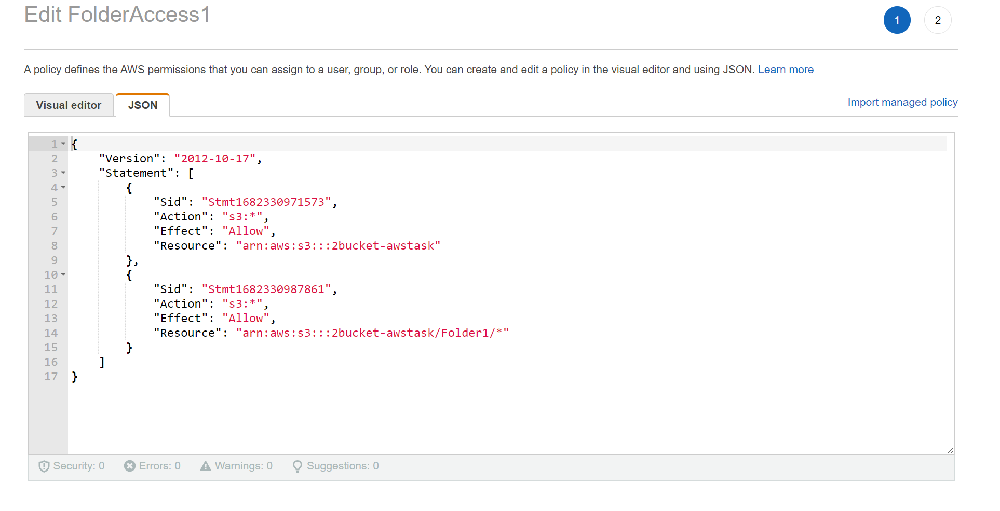 Edit FolderAccess1
1
2
A policy defines the AWS permissions that you can assign to a user, group, or role. You can create and edit a policy in the visual editor and using JSON. Learn more
Visual editor
JSON
Import managed policy
1 {
2 "Version": "2012-10-17",
3 "Statement": [
4 {
5 "Sid": "Stmt1682330971573",
6 "Action": "s3:*",
7 "Effect": "Allow",
8 "Resource": "arn:aws:s3:::2bucket-awstask"
9 },
10 {
11 "Sid": "Stmt1682330987861",
12 "Action": "s3:*",
13 "Effect": "Allow",
14 "Resource": "arn:aws:s3:::2bucket-awstask/Folder1/*"
15 }
16 ]
17 }
Security: 0 Errors: 0 Warnings: 0 Suggestions: 0